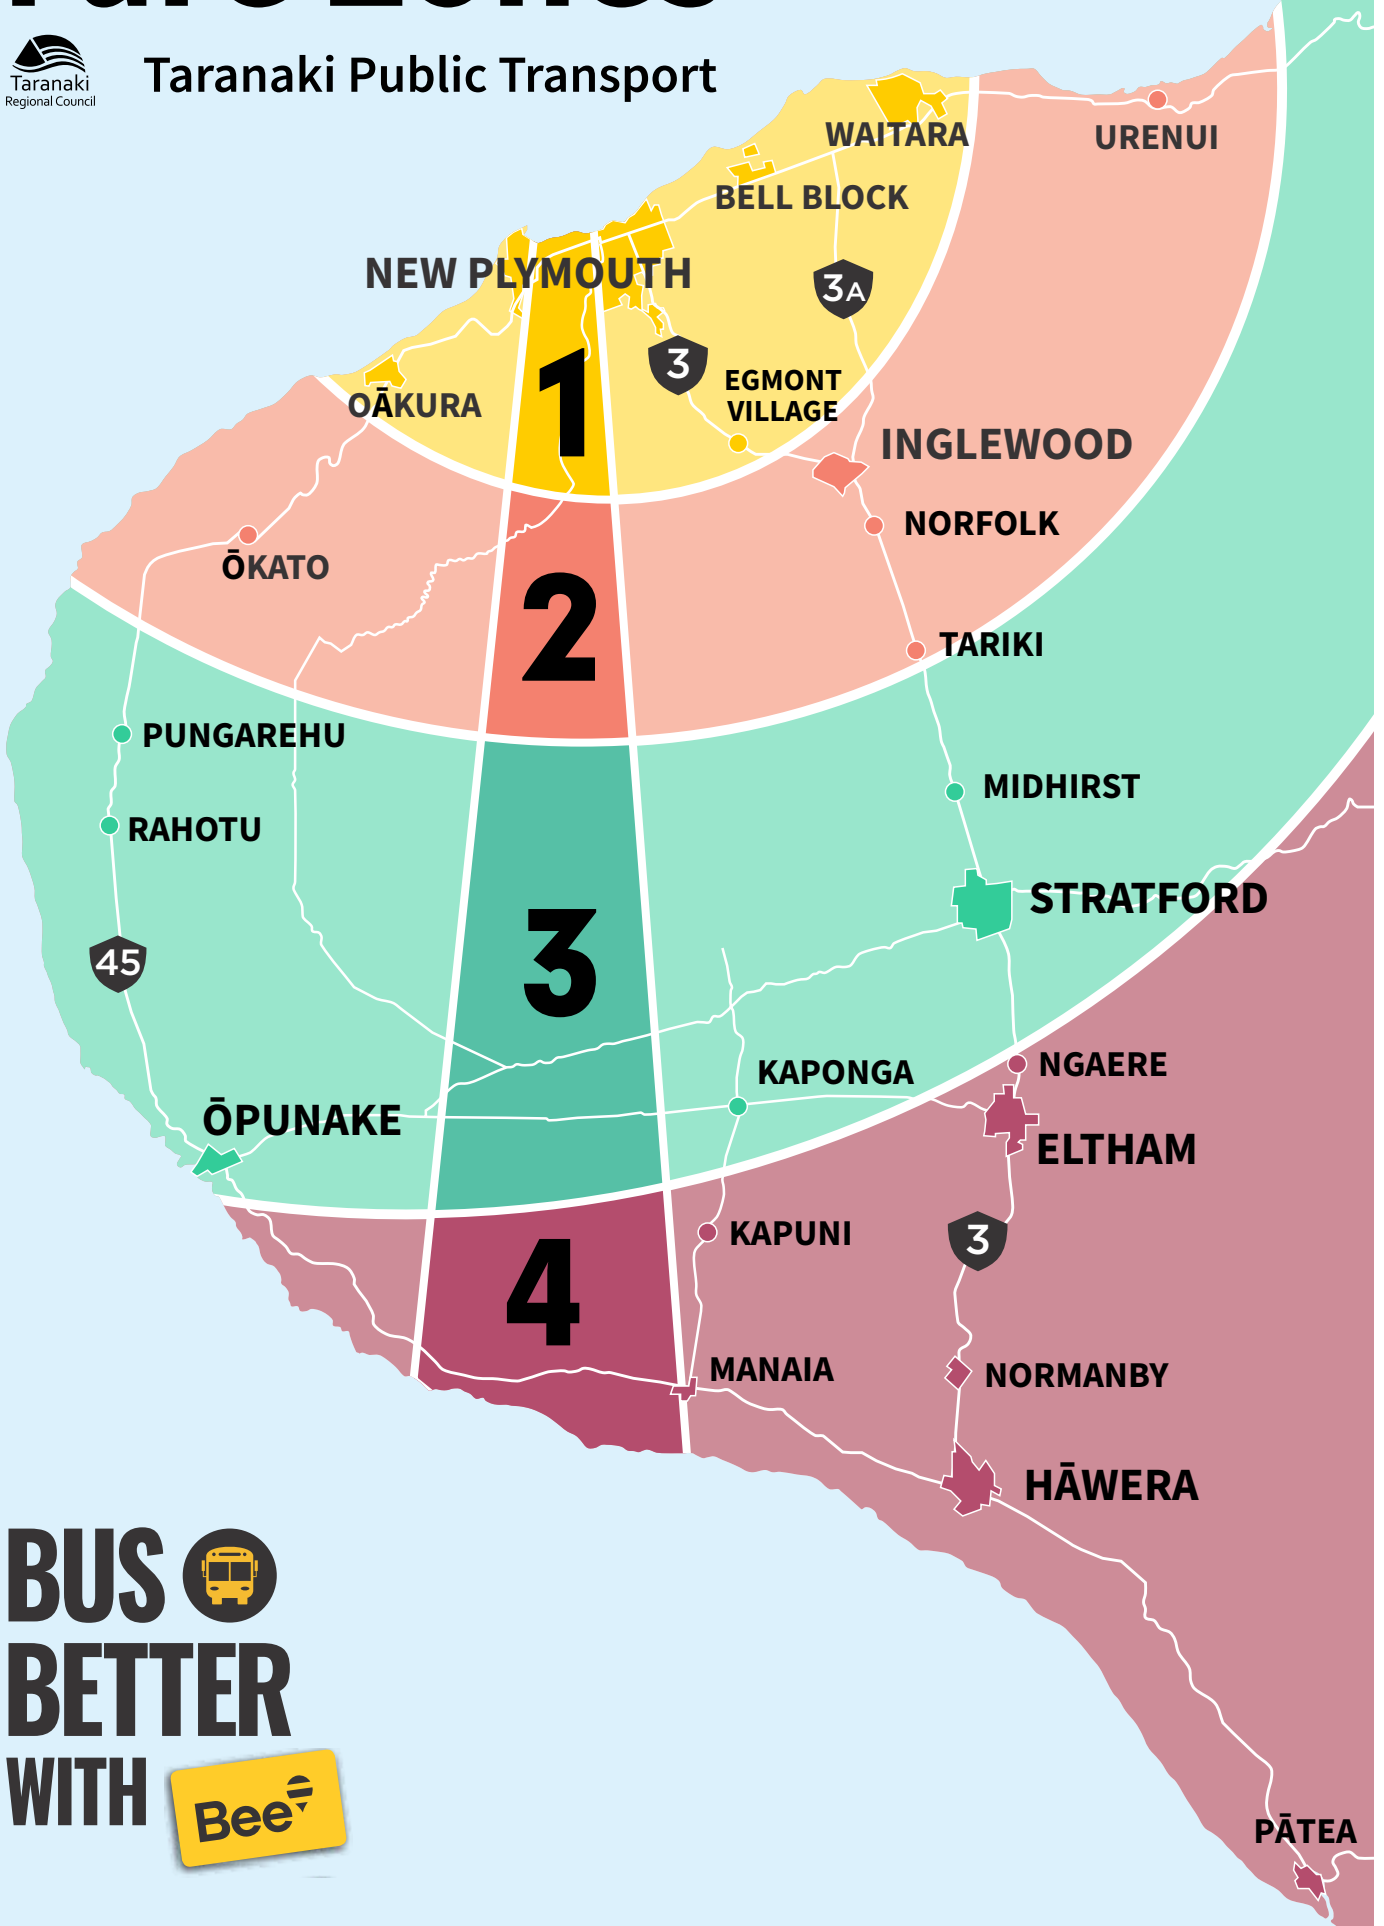 Fare Zones
Taranaki
Regional Council
Taranaki Public Transport
WAITARA
URENUI
BELL BLOCK
NEW PLYMOUTH
3A
3
1
EGMONT
VILLAGE
OĀKURA
INGLEWOOD
NORFOLK
ŌKATO
2
TARIKI
PUNGAREHU
MIDHIRST
RAHOTU
STRATFORD
45
3
KAPONGA
NGAERE
ŌPUNAKE
ELTHAM
KAPUNI
3
4
MANAIA
NORMANBY
HĀWERA
BUS
BETTER
WITH
Bee
PĀTEA